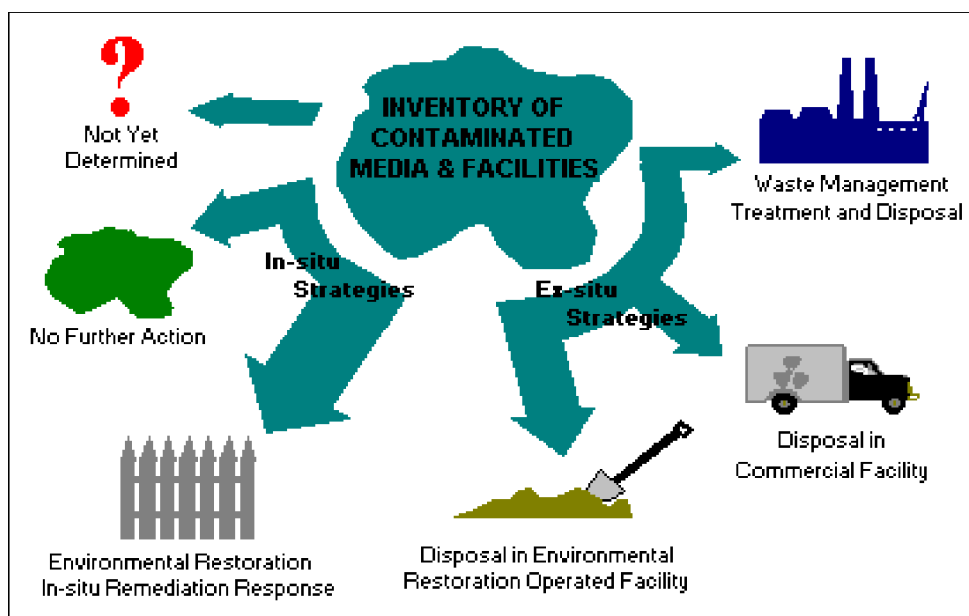 INVENTORY OF
CONTAMINATED
MEDIA & FACILITIES
?
Not Yet
Determined
Waste Management
Treatment and Disposal
In-situ
Strategies
Ex-situ
Strategies
No Further Action
Disposal in
Commercial Facility
Environmental Restoration
In-situ Remediation Response
Disposal in Environmental
Restoration Operated Facility